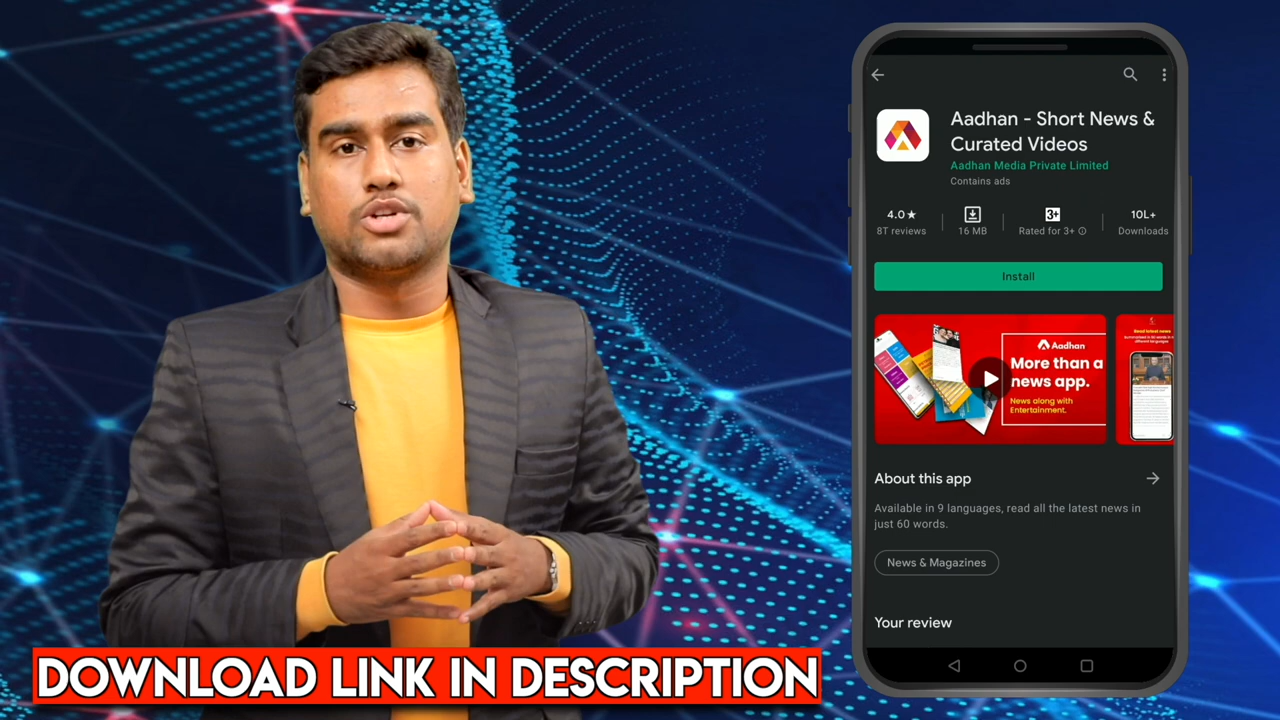 Aadhan - Short News &
Curated Videos
Aadhan Media Private Limited
Contains ads
4.0★
8T reviews
16 MB
3+
Rated for 3+ ⓘ
10L+
Downloads
Install
Aadhan
More than a
news app.
News along with
Entertainment.
Read latest news
About this app
Available in 9 languages, read all the latest news in
just 60 words.
News & Magazines
Your review
DOWNLOAD LINK IN DESCRIPTION